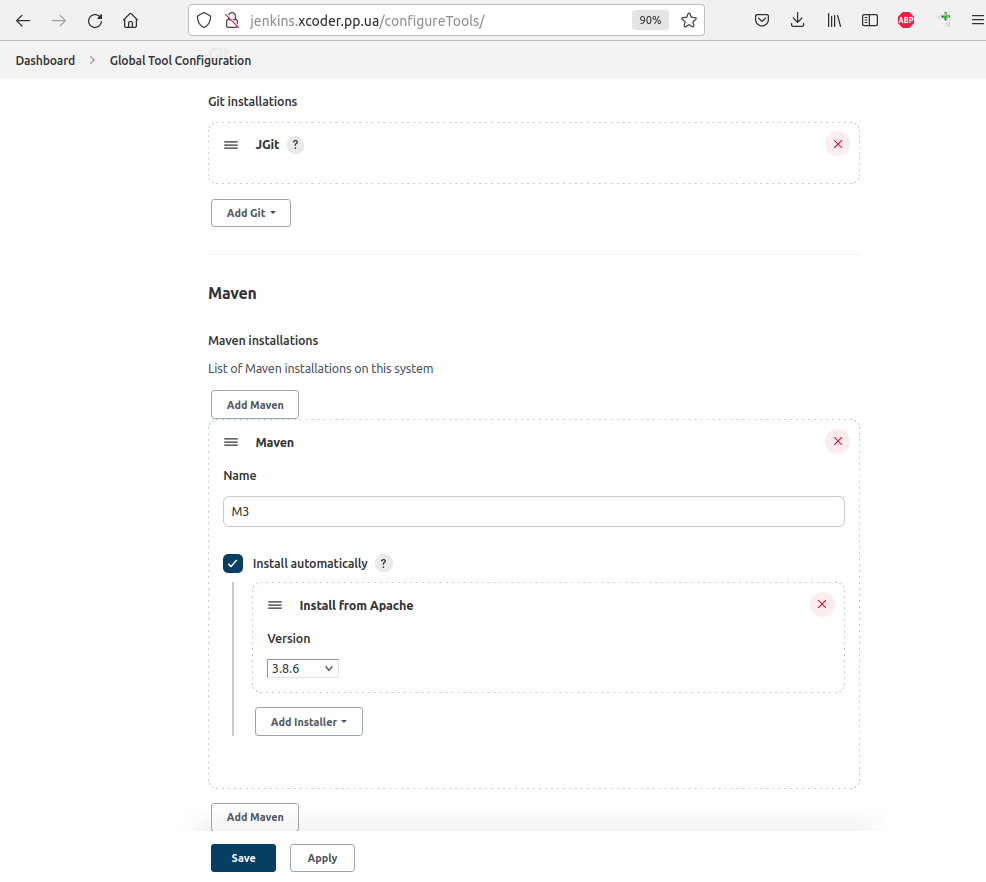 jenkins.xcoder.pp.ua/configureTools/
90%
ABP
Dashboard > Global Tool Configuration
Git
Git installations
JGit ?
Add Git
Maven
Maven installations
List of Maven installations on this system
Add Maven
Maven
Name
M3
Install automatically ?
Install from Apache
Version
3.8.6
Add Installer
Add Maven
Save Apply